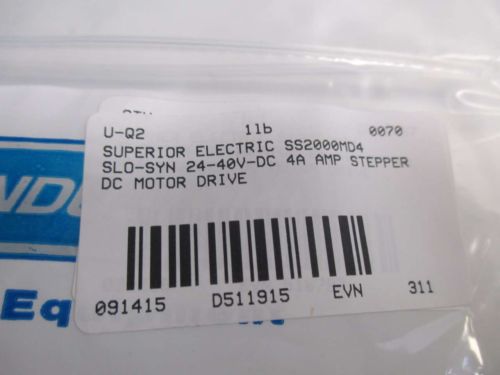 U-Q2 1lb 0070
SUPERIOR ELECTRIC SS2000MD4
SLO-SYN 24-40V-DC 4A AMP STEPPER
DC MOTOR DRIVE
091415 D511915 EVN 311